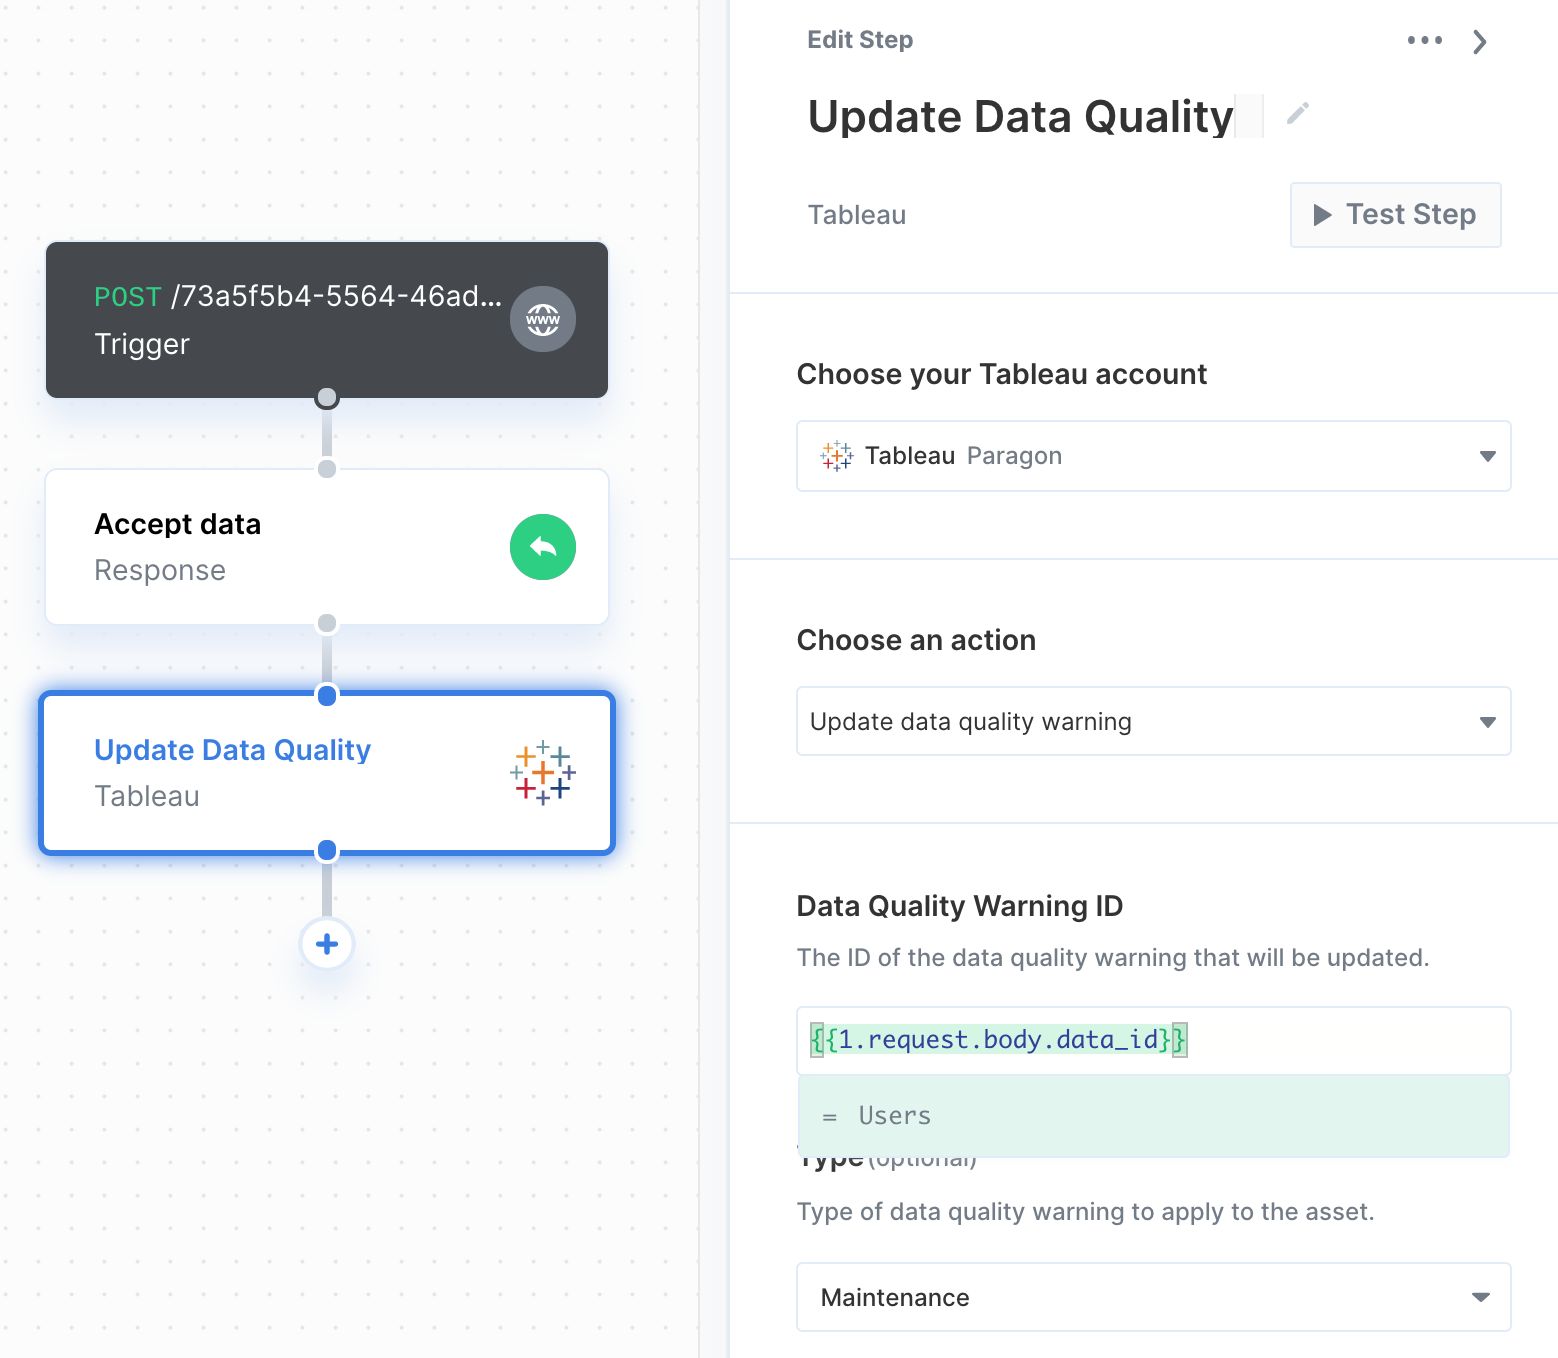 POST /73a5f5b4-5564-46ad...
Trigger
www
Accept data
Response
Update Data Quality
Tableau
Edit Step
Update Data Quality
Tableau
Test Step
Choose your Tableau account
Tableau Paragon
Choose an action
Update data quality warning
Data Quality Warning ID
The ID of the data quality warning that will be updated.
{{1.request.body.data_id}}
= Users
Type (optional)
Type of data quality warning to apply to the asset.
Maintenance